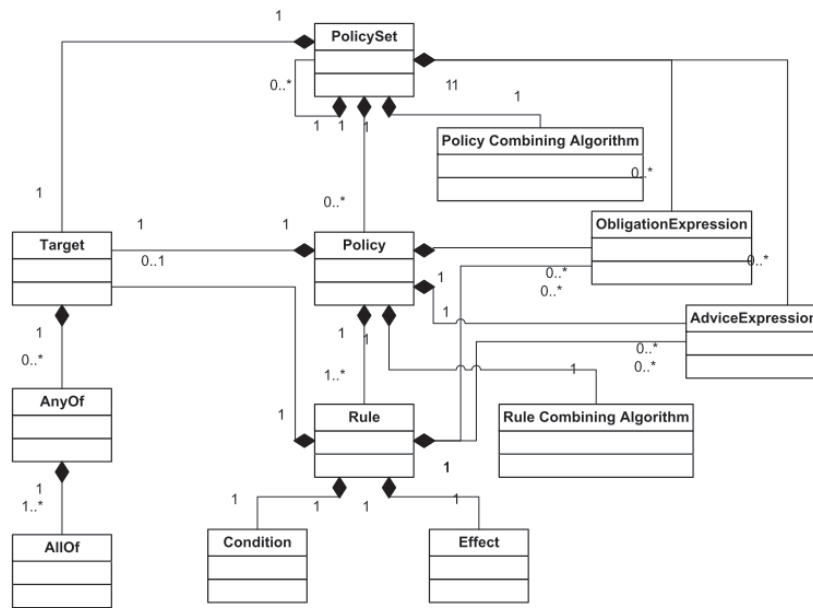 1
PolicySet
0..*
11
1
1
1
1
Policy Combining Algorithm
0..*
1
0..*
1
1
ObligationExpression
Target
Policy
0..1
0..*
0..*
1
0..*
1
AdviceExpression
1
1
1
0..*
0..*
0..*
1..*
1
AnyOf
1
Rule
Rule Combining Algorithm
1
1
1..*
1
1
1
1
Condition
Effect
AllOf